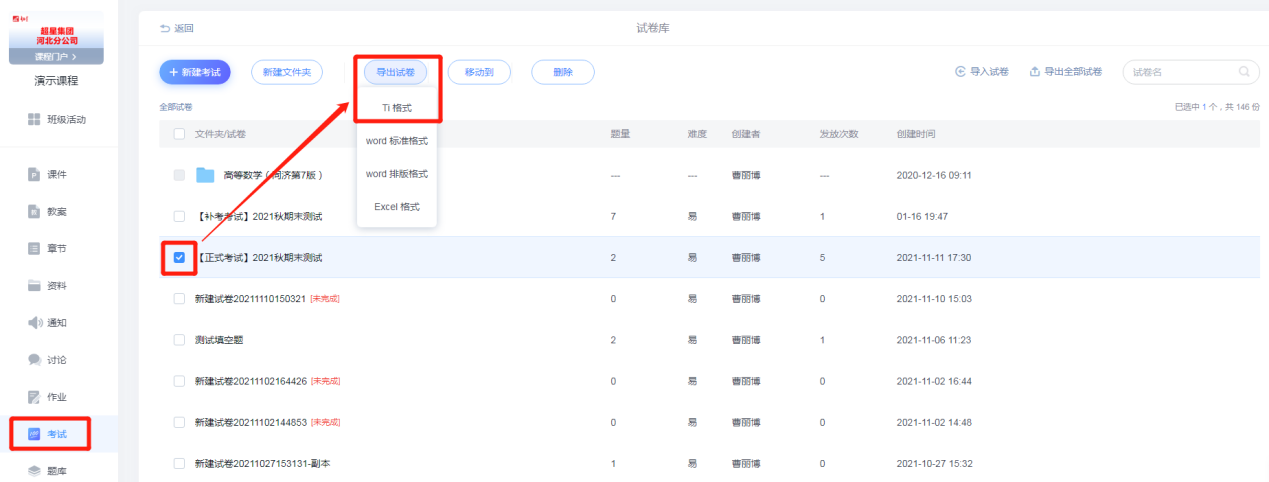 超星集团
河北分公司
课程门户 >
演示课程
班级活动
课件
教案
章节
资料
通知
讨论
作业
考试
题库
返回
试卷库
+ 新建考试
新建文件夹
导出试卷
移动到
删除
导入试卷
导出全部试卷
试卷名
Ti 格式
word 标准格式
word 排版格式
Excel 格式
全部试卷
已选中 1 个，共 146 份
文件夹/试卷 题量 难度 创建者 发放次数 创建时间
高等数学（同济第7版） --- --- 曹丽博 --- 2020-12-16 09:11
【补考考试】2021秋期末测试 7 易 曹丽博 1 01-16 19:47
【正式考试】2021秋期末测试 2 易 曹丽博 5 2021-11-11 17:30
新建试卷20211110150321 [未完成] 0 易 曹丽博 0 2021-11-10 15:03
测试填空题 2 易 曹丽博 1 2021-11-06 11:23
新建试卷20211102164426 [未完成] 0 易 曹丽博 0 2021-11-02 16:44
新建试卷20211102144853 [未完成] 0 易 曹丽博 0 2021-11-02 14:48
新建试卷20211027153131-副本 1 易 曹丽博 0 2021-10-27 15:32